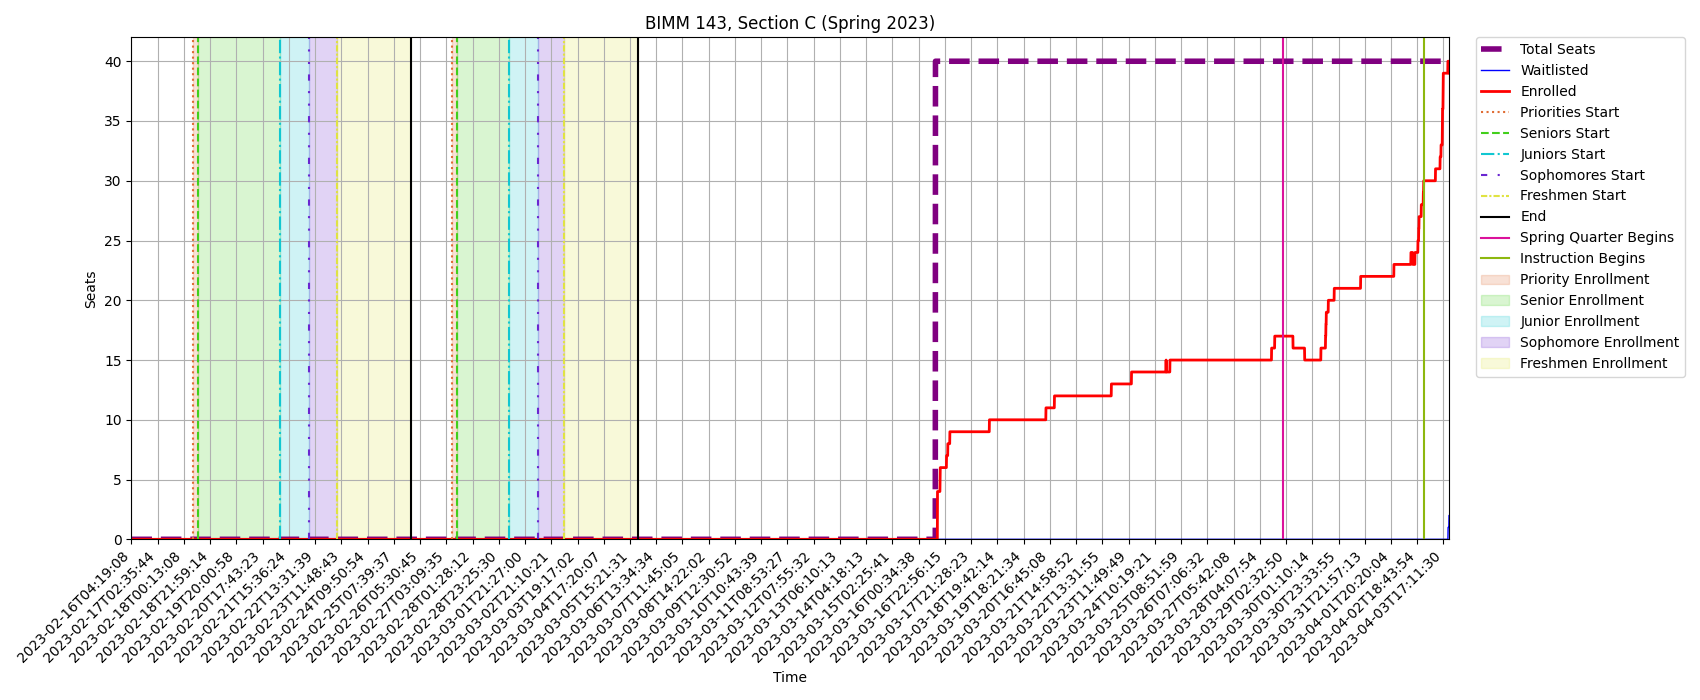 BIMM 143, Section C (Spring 2023)
Seats
40
35
30
25
20
15
10
5
0
2023-02-16T04:19:08
2023-02-17T02:35:44
2023-02-18T00:13:08
2023-02-18T21:59:14
2023-02-19T20:00:58
2023-02-20T17:43:23
2023-02-21T15:36:24
2023-02-22T13:31:39
2023-02-23T11:48:43
2023-02-24T09:50:54
2023-02-25T07:39:37
2023-02-26T05:30:45
2023-02-27T03:09:35
2023-02-28T01:28:12
2023-02-28T23:25:30
2023-03-01T21:27:00
2023-03-02T21:10:21
2023-03-03T19:17:02
2023-03-04T17:20:07
2023-03-05T15:21:31
2023-03-06T13:34:34
2023-03-07T11:45:05
2023-03-08T14:22:02
2023-03-09T12:30:52
2023-03-10T10:43:39
2023-03-11T08:53:27
2023-03-12T07:55:32
2023-03-13T06:10:13
2023-03-14T04:18:13
2023-03-15T02:25:41
2023-03-16T00:34:38
2023-03-16T22:56:15
2023-03-17T21:28:23
2023-03-18T19:42:14
2023-03-19T18:21:34
2023-03-20T16:45:08
2023-03-21T14:58:52
2023-03-22T13:31:55
2023-03-23T11:49:49
2023-03-24T10:19:21
2023-03-25T08:51:59
2023-03-26T07:06:32
2023-03-27T05:42:08
2023-03-28T04:07:54
2023-03-29T02:32:50
2023-03-30T01:10:14
2023-03-30T23:33:55
2023-03-31T21:57:13
2023-04-01T20:20:04
2023-04-02T18:43:54
2023-04-03T17:11:30
Time
Total Seats
Waitlisted
Enrolled
Priorities Start
Seniors Start
Juniors Start
Sophomores Start
Freshmen Start
End
Spring Quarter Begins
Instruction Begins
Priority Enrollment
Senior Enrollment
Junior Enrollment
Sophomore Enrollment
Freshmen Enrollment